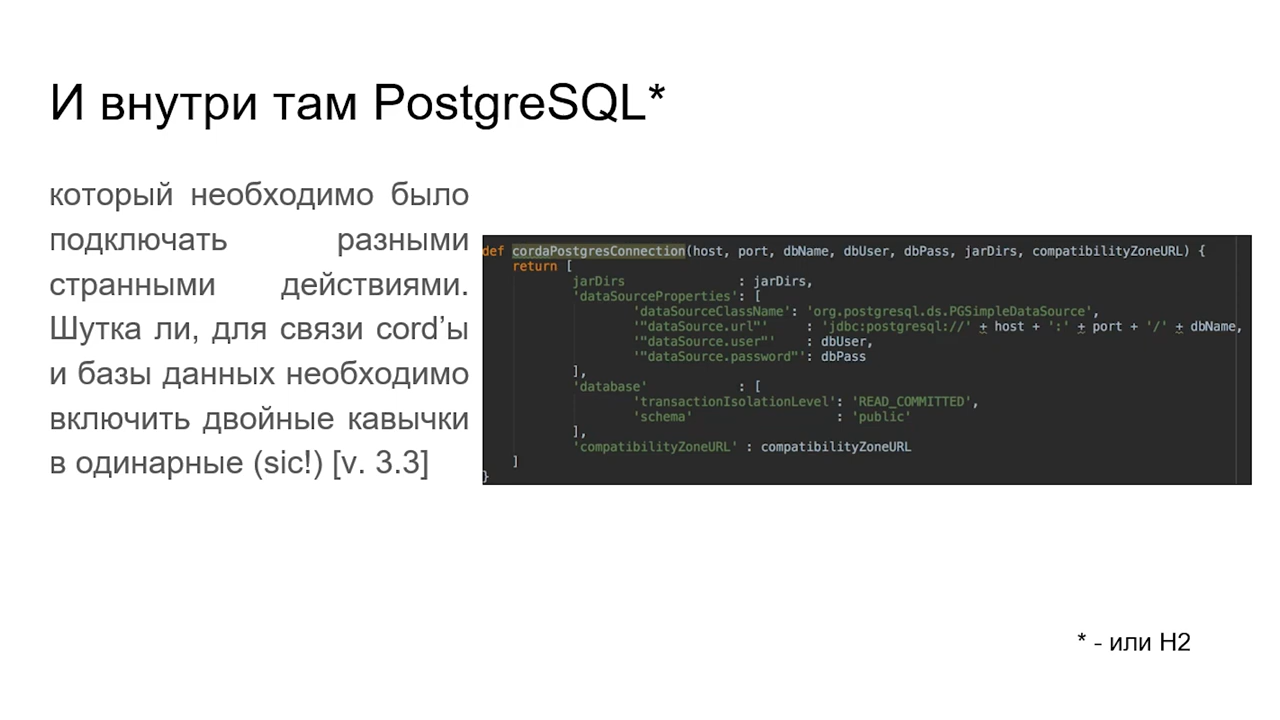 И внутри там PostgreSQL*
который необходимо было
подключать разными
странными действиями.
Шутка ли, для связи cord’ы
и базы данных необходимо
включить двойные кавычки
в одинарные (sic!) [v. 3.3]
def cordaPostgresConnection(host, port, dbName, dbUser, dbPass, jarDirs, compatibilityZoneURL) {
return [
jarDirs : jarDirs,
'dataSourceProperties': [
'dataSourceClassName': 'org.postgresql.ds.PGSimpleDataSource',
'"dataSource.url"' : 'jdbc:postgresql://' + host + ':' + port + '/' + dbName,
'"dataSource.user"' : dbUser,
'"dataSource.password"': dbPass
],
'database' : [
'transactionIsolationLevel': 'READ_COMMITTED',
'schema' : 'public'
],
'compatibilityZoneURL' : compatibilityZoneURL
]
}
* - или H2